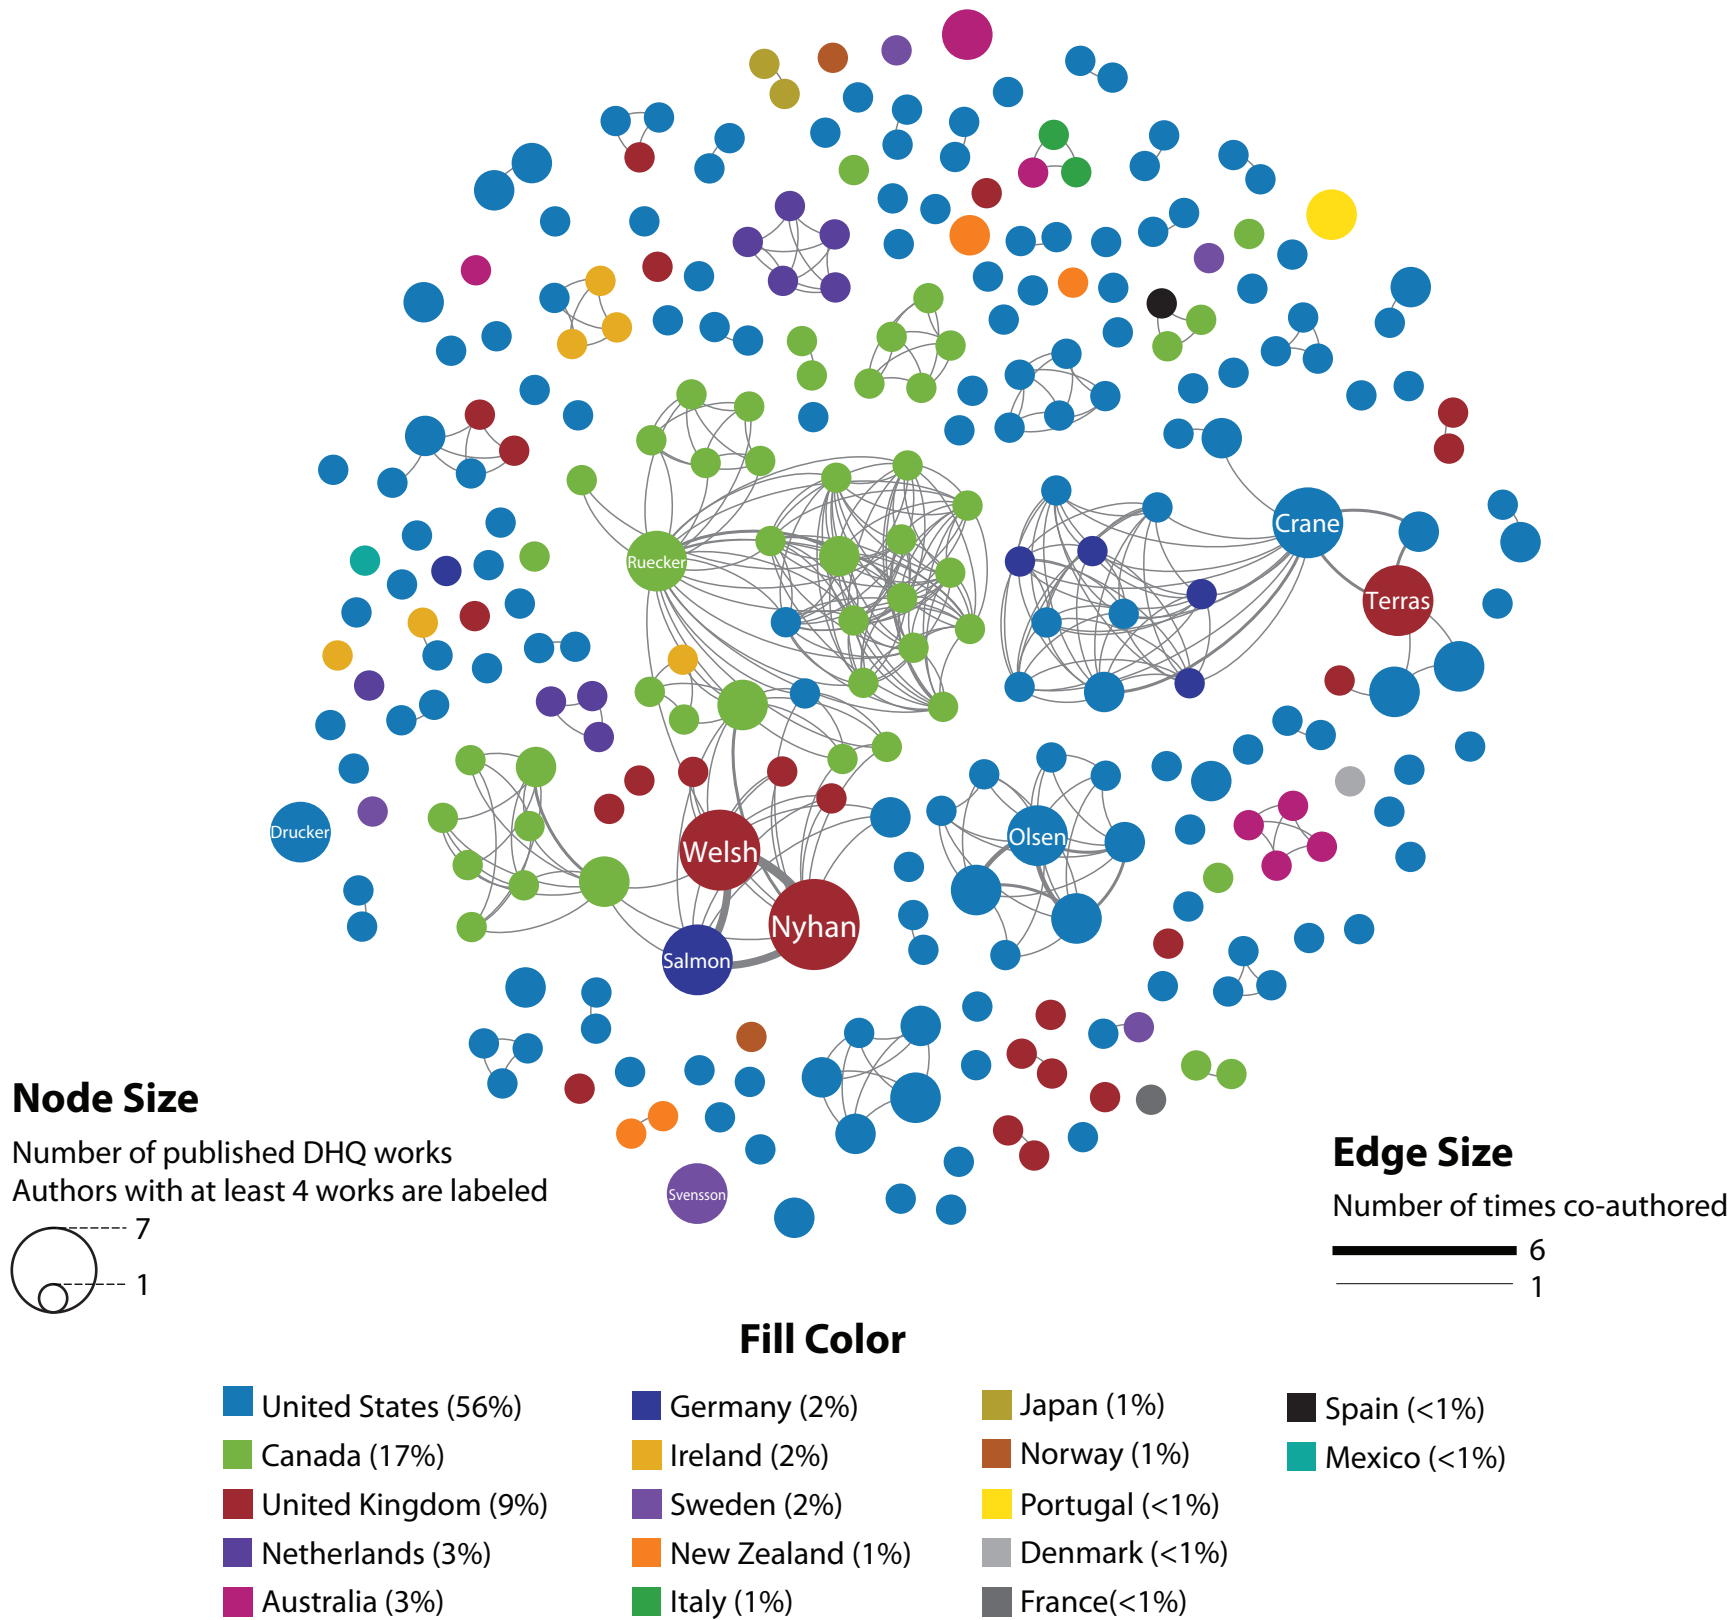 Crane
Ruecker
Terras
Drucker
Olsen
Welsh
Nyhan
Salmon
Svensson
Node Size
Number of published DHQ works
Authors with at least 4 works are labeled
7
1
Edge Size
Number of times co-authored
6
1
Fill Color
United States (56%)
Canada (17%)
United Kingdom (9%)
Netherlands (3%)
Australia (3%)
Germany (2%)
Ireland (2%)
Sweden (2%)
New Zealand (1%)
Italy (1%)
Japan (1%)
Norway (1%)
Portugal (<1%)
Denmark (<1%)
France(<1%)
Spain (<1%)
Mexico (<1%)